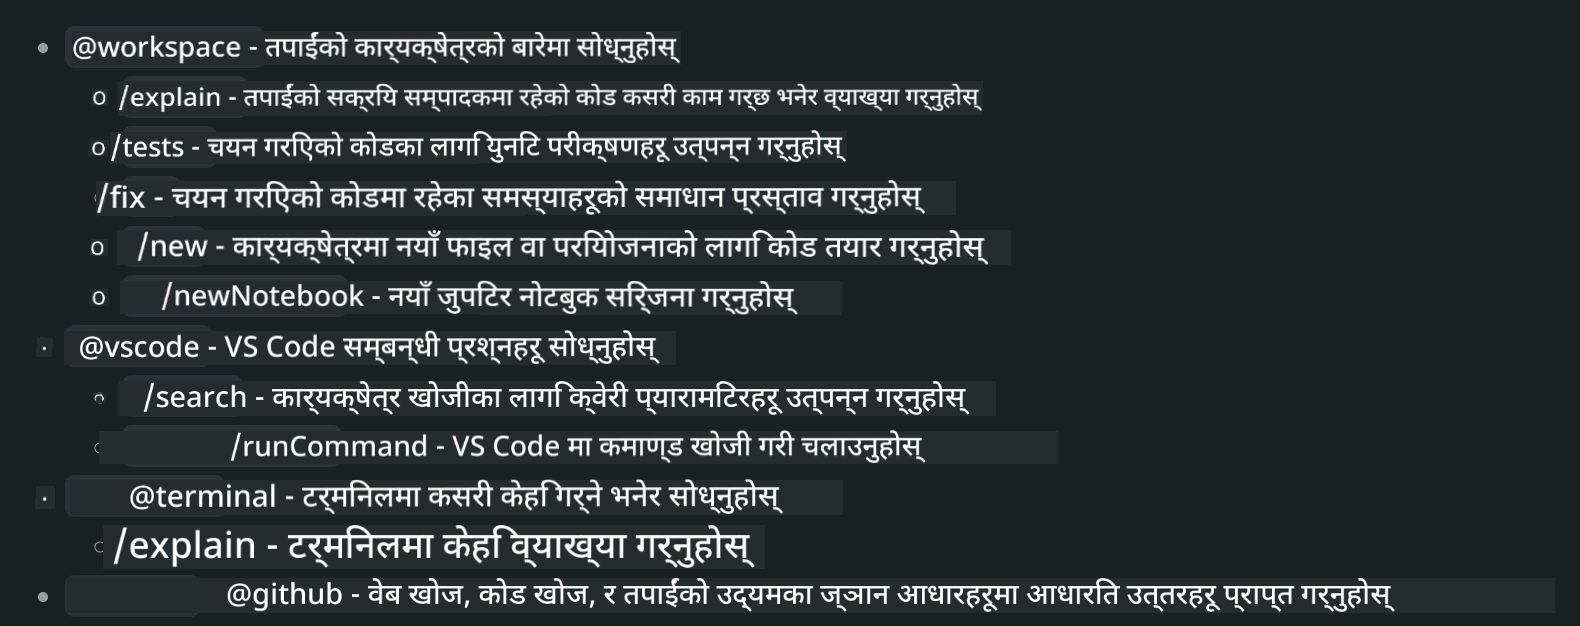 @workspace - तपाईंको कार्यक्षेत्रको बारेमा सोध्नुहोस्
/explain - तपाईंको सक्रिय सम्पादकमा रहेको कोड कसरी काम गर्छ भनेर व्याख्या गर्नुहोस्
/tests - चयन गरिएको कोडका लागि युनिट परीक्षणहरू उत्पन्न गर्नुहोस्
/fix - चयन गरिएको कोडमा रहेका समस्याहरूको समाधान प्रस्ताव गर्नुहोस्
/new - कार्यक्षेत्रमा नयाँ फाइल वा परियोजनाको लागि कोड तयार गर्नुहोस्
/newNotebook - नयाँ जुपिटर नोटबुक सिर्जना गर्नुहोस्
@vscode - VS Code सम्बन्धी प्रश्नहरू सोध्नुहोस्
/search - कार्यक्षेत्र खोजीका लागि क्वेरी प्यारामिटरहरू उत्पन्न गर्नुहोस्
/runCommand - VS Code मा कमाण्ड खोजी गरी चलाउनुहोस्
@terminal - टर्मिनलमा कसरी केहि गर्ने भनेर सोध्नुहोस्
/explain - टर्मिनलमा केहि व्याख्या गर्नुहोस्
@github - वेब खोज, कोड खोज, र तपाईंको उद्यमका ज्ञान आधारहरूमा आधारित उत्तरहरू प्राप्त गर्नुहोस्